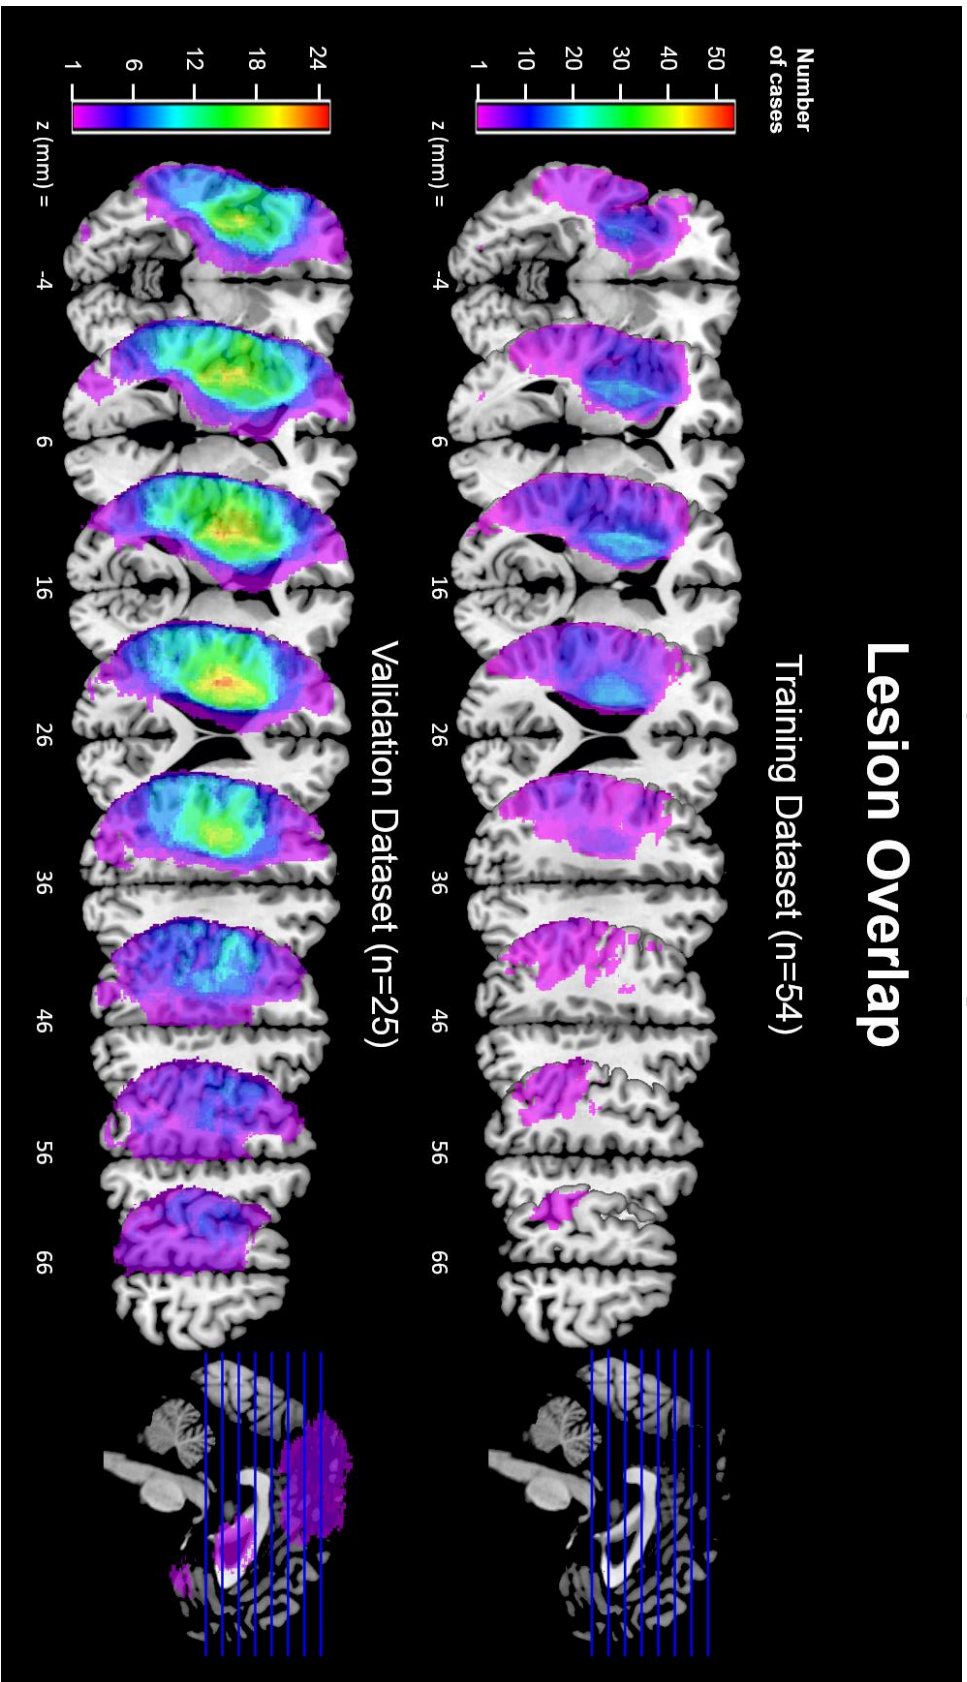 Lesion Overlap
Training Dataset (n=54)
Number
of cases
1 10 20 30 40 50
z (mm) = -4 6 16 26 36 46 56 66
Validation Dataset (n=25)
1 6 12 18 24
z (mm) = -4 6 16 26 36 46 56 66